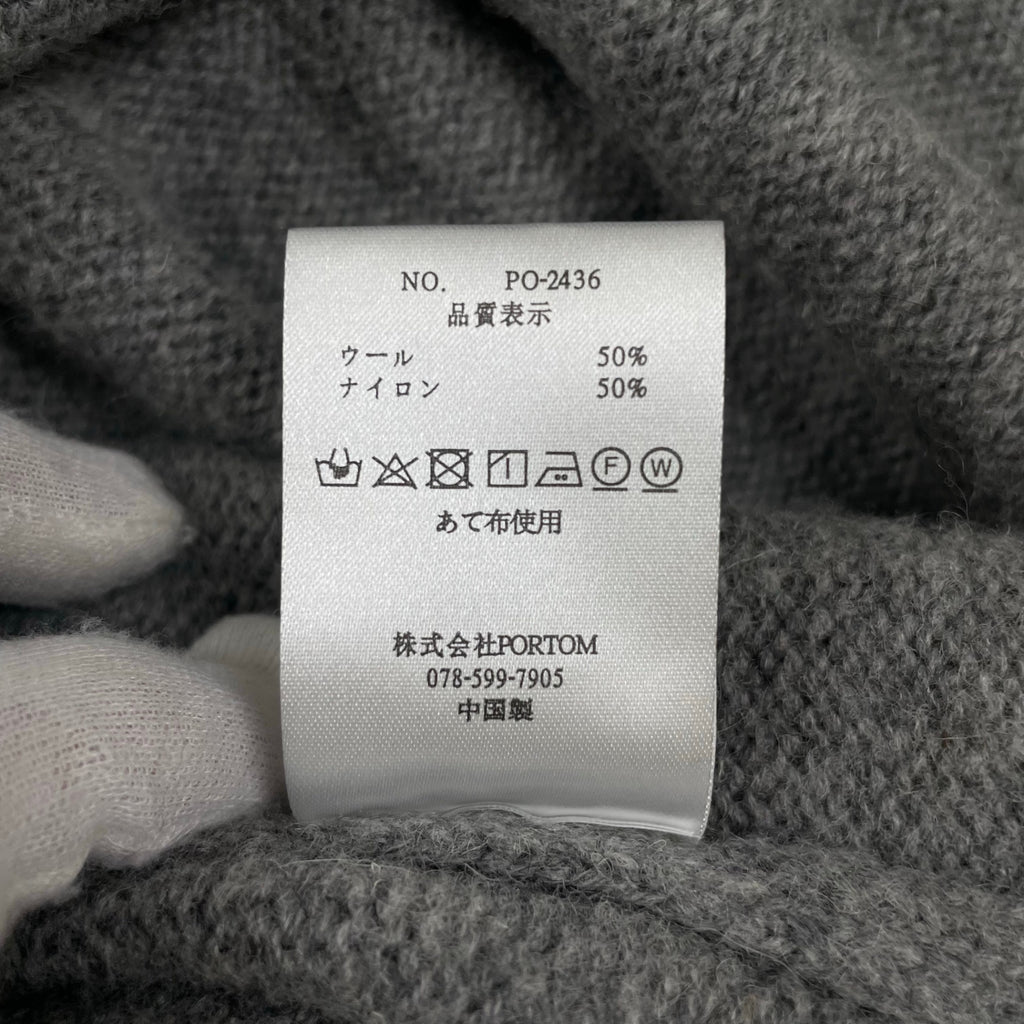 NO. PO-2436
品質表示
ウール 50%
ナイロン 50%
F W
あて布使用
株式会社PORTOM
078-599-7905
中国製